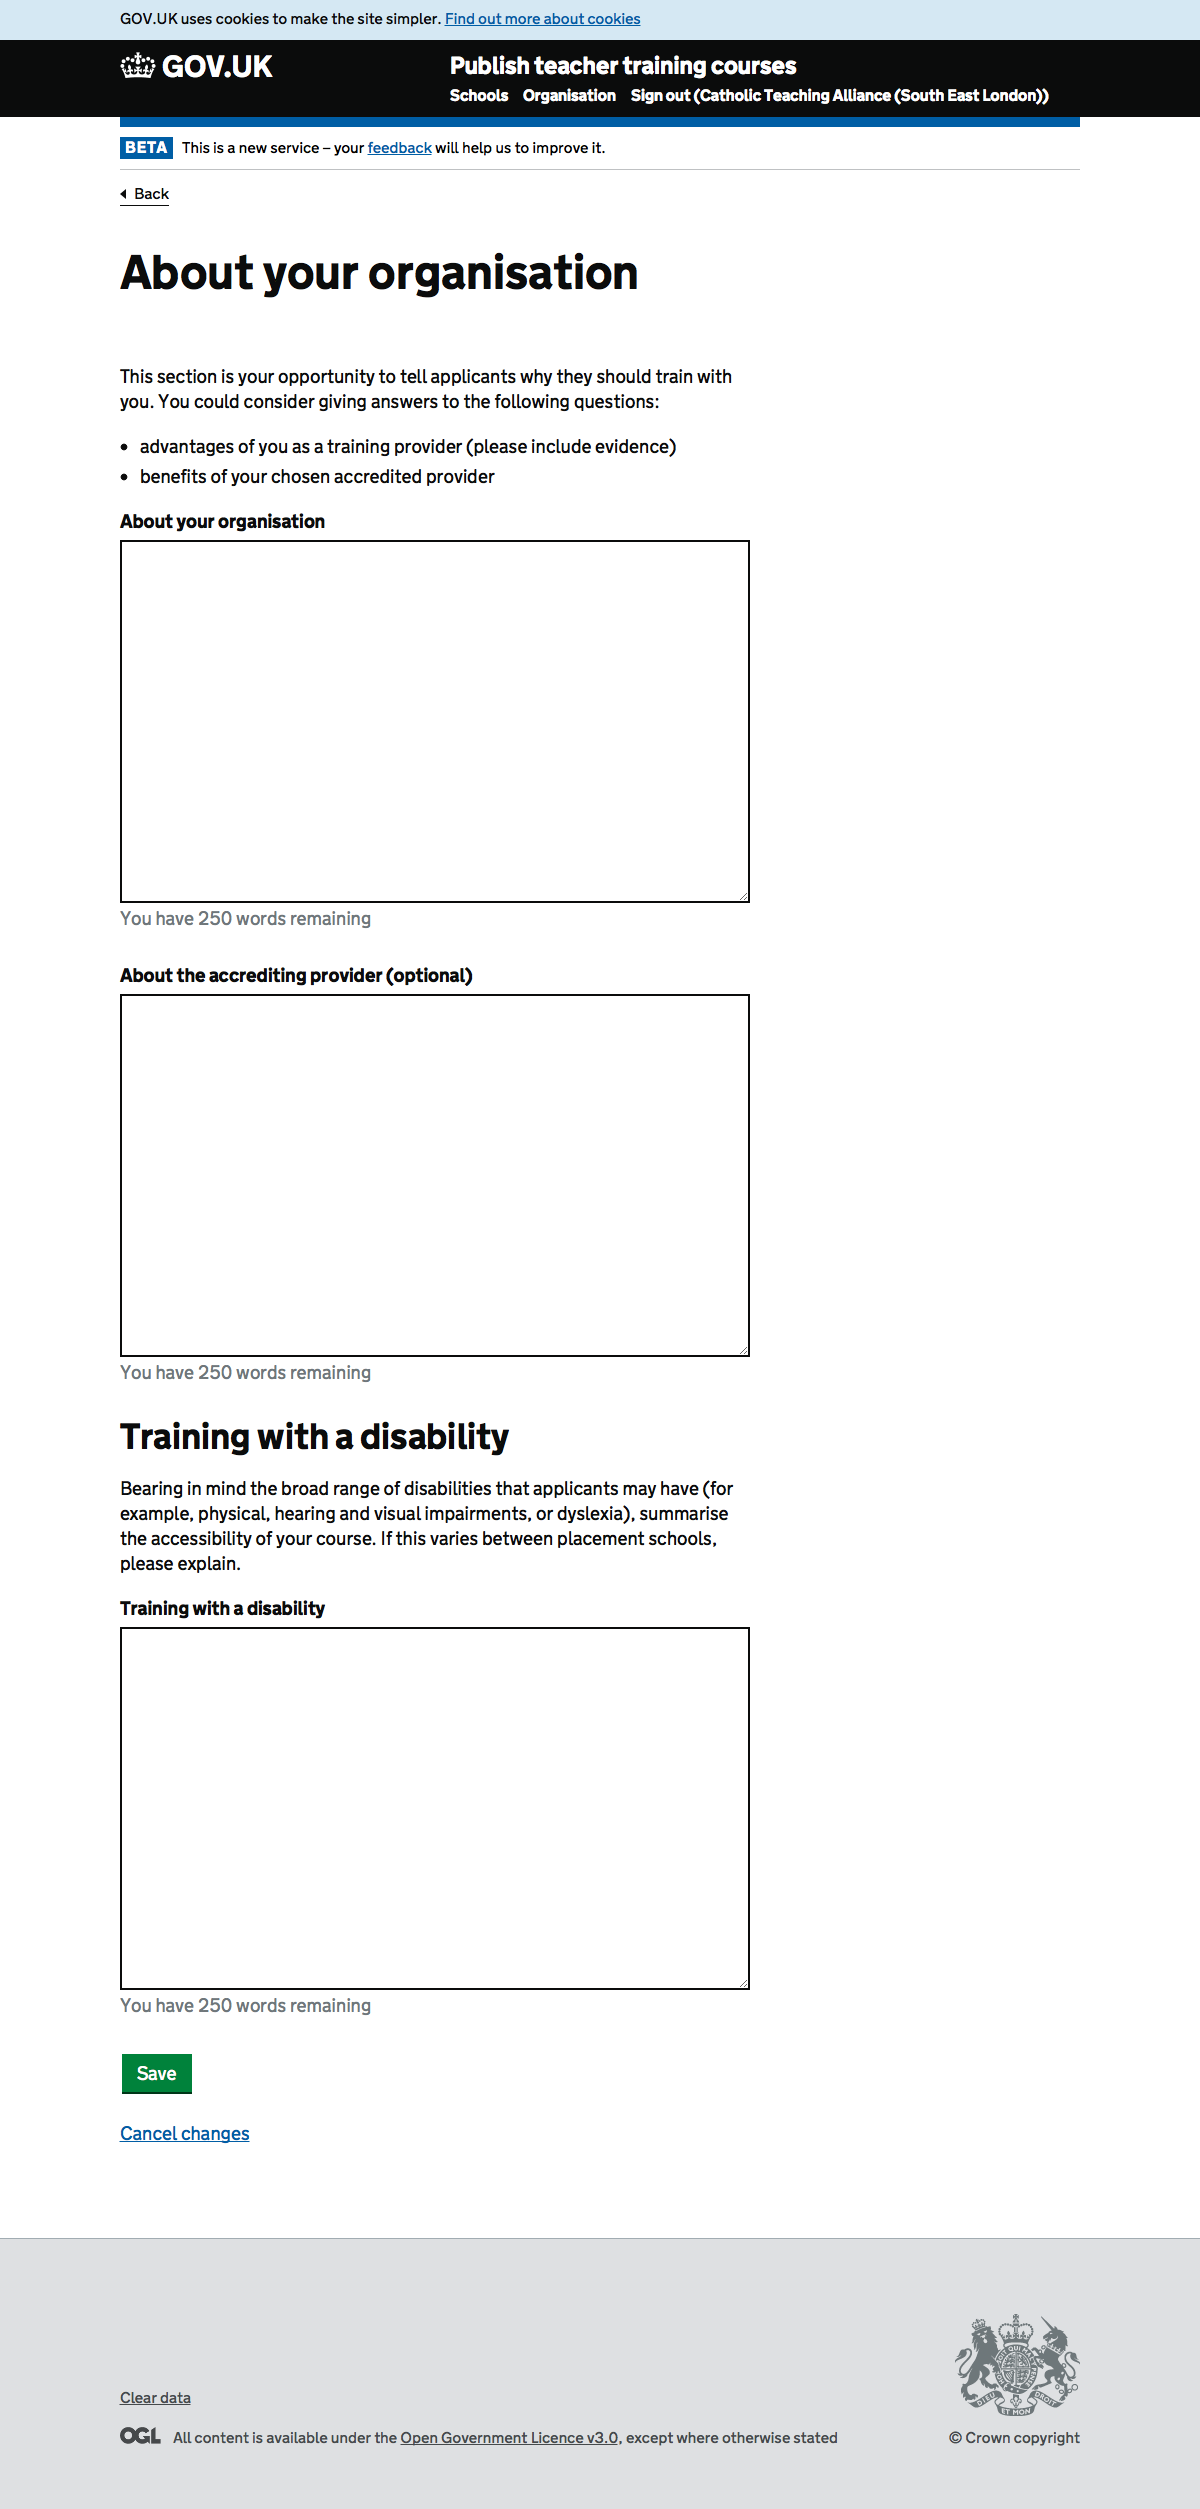 GOV.UK uses cookies to make the site simpler. Find out more about cookies
GOV.UK
Publish teacher training courses
Schools Organisation Sign out (Catholic Teaching Alliance (South East London))
BETA This is a new service – your feedback will help us to improve it.
Back
About your organisation
This section is your opportunity to tell applicants why they should train with
you. You could consider giving answers to the following questions:
• advantages of you as a training provider (please include evidence)
• benefits of your chosen accredited provider
About your organisation
You have 250 words remaining
About the accrediting provider (optional)
You have 250 words remaining
Training with a disability
Bearing in mind the broad range of disabilities that applicants may have (for
example, physical, hearing and visual impairments, or dyslexia), summarise
the accessibility of your course. If this varies between placement schools,
please explain.
Training with a disability
You have 250 words remaining
Save
Cancel changes
DIEU ET MON DROIT
Clear data
OGL All content is available under the Open Government Licence v3.0, except where otherwise stated
© Crown copyright